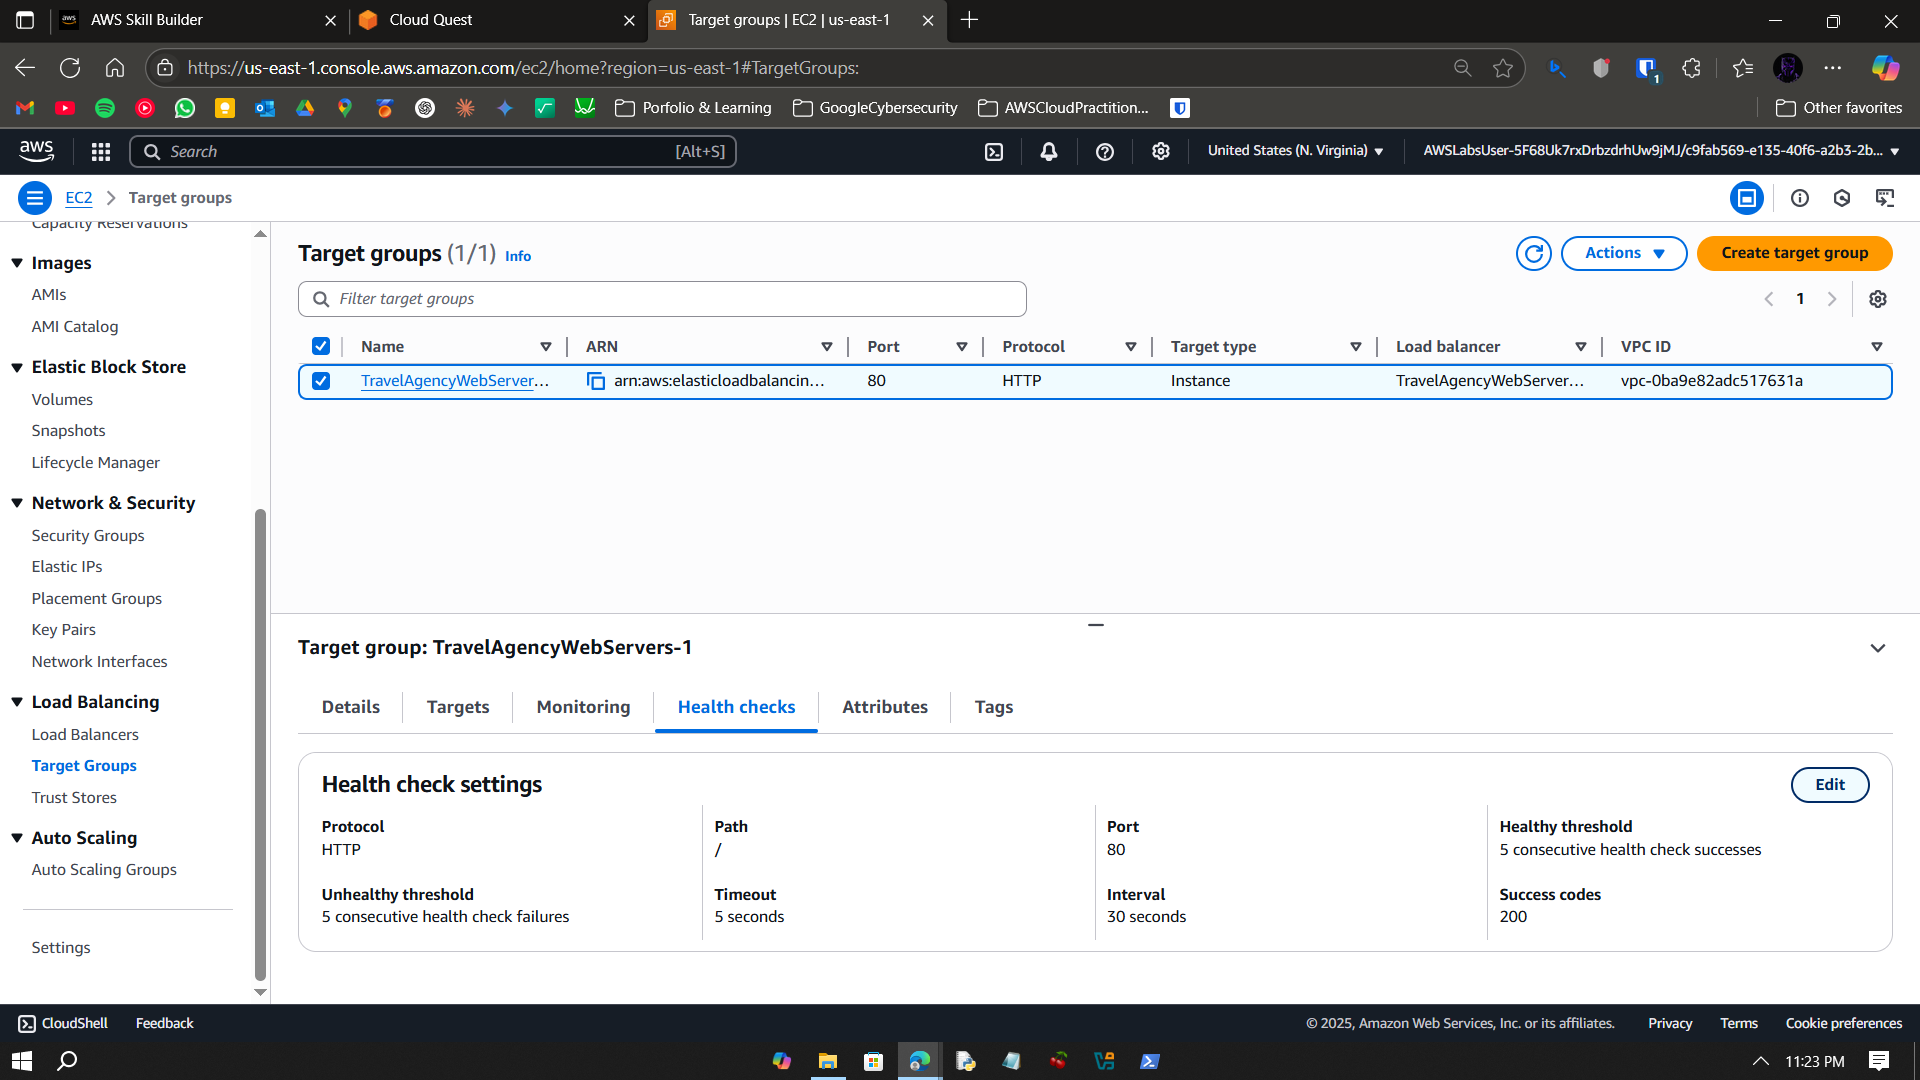 AWS Skill Builder
Cloud Quest
Target groups | EC2 | us-east-1
https://us-east-1.console.aws.amazon.com/ec2/home?region=us-east-1#TargetGroups:
1
Porfolio & Learning
GoogleCybersecurity
AWSCloudPractition...
Other favorites
aws
Search
[Alt+S]
United States (N. Virginia)
AWSLabsUser-5F68Uk7rxDrbzdrhUw9jMJ/c9fab569-e135-40f6-a2b3-2b...
EC2
Target groups
Capacity Reservations
Images
AMIs
AMI Catalog
Elastic Block Store
Volumes
Snapshots
Lifecycle Manager
Network & Security
Security Groups
Elastic IPs
Placement Groups
Key Pairs
Network Interfaces
Load Balancing
Load Balancers
Target Groups
Trust Stores
Auto Scaling
Auto Scaling Groups
Settings
Target groups (1/1) Info
Actions
Create target group
Filter target groups
1
Name
ARN
Port
Protocol
Target type
Load balancer
VPC ID
TravelAgencyWebServer...
arn:aws:elasticloadbalancin...
80
HTTP
Instance
TravelAgencyWebServer...
vpc-0ba9e82adc517631a
Target group: TravelAgencyWebServers-1
Details
Targets
Monitoring
Health checks
Attributes
Tags
Health check settings
Edit
Protocol
HTTP
Path
/
Port
80
Healthy threshold
5 consecutive health check successes
Unhealthy threshold
5 consecutive health check failures
Timeout
5 seconds
Interval
30 seconds
Success codes
200
CloudShell
Feedback
© 2025, Amazon Web Services, Inc. or its affiliates.
Privacy
Terms
Cookie preferences
11:23 PM